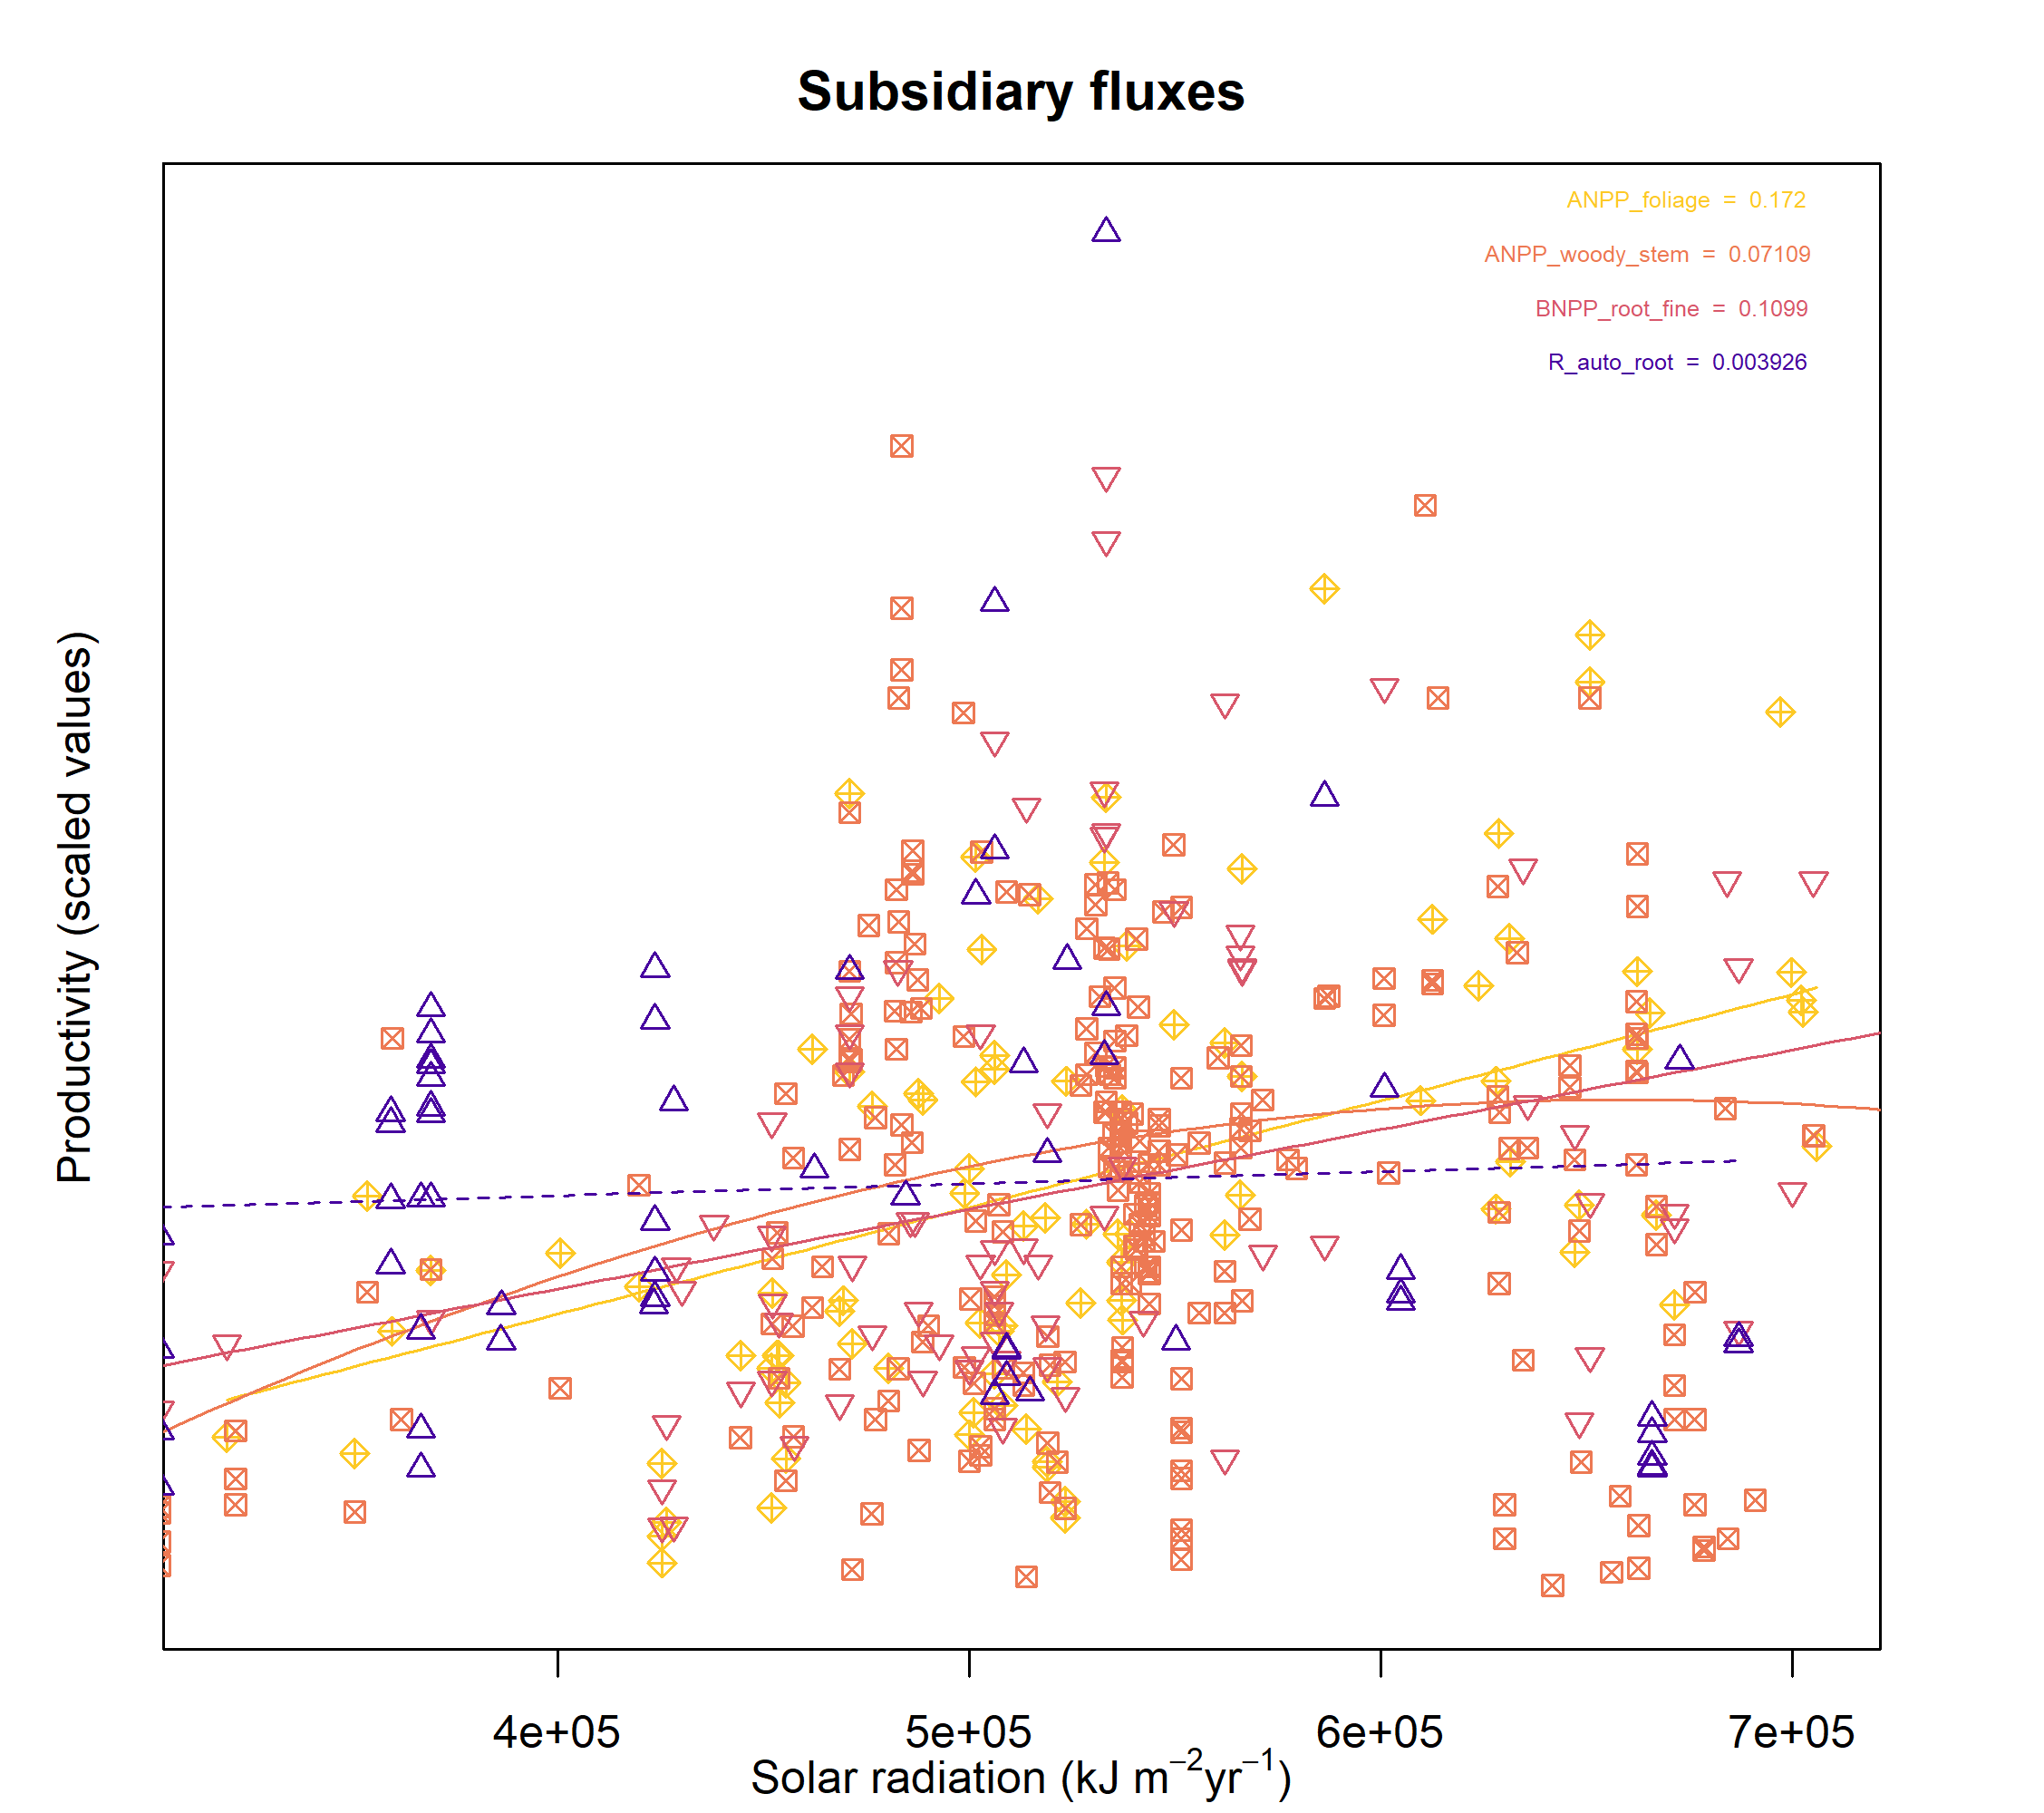 Subsidiary fluxes
ANPP_foliage = 0.172
ANPP_woody_stem = 0.07109
BNPP_root_fine = 0.1099
R_auto_root = 0.003926
Productivity (scaled values)
4e+05 5e+05 6e+05 7e+05
Solar radiation (kJ m⁻²yr⁻¹)